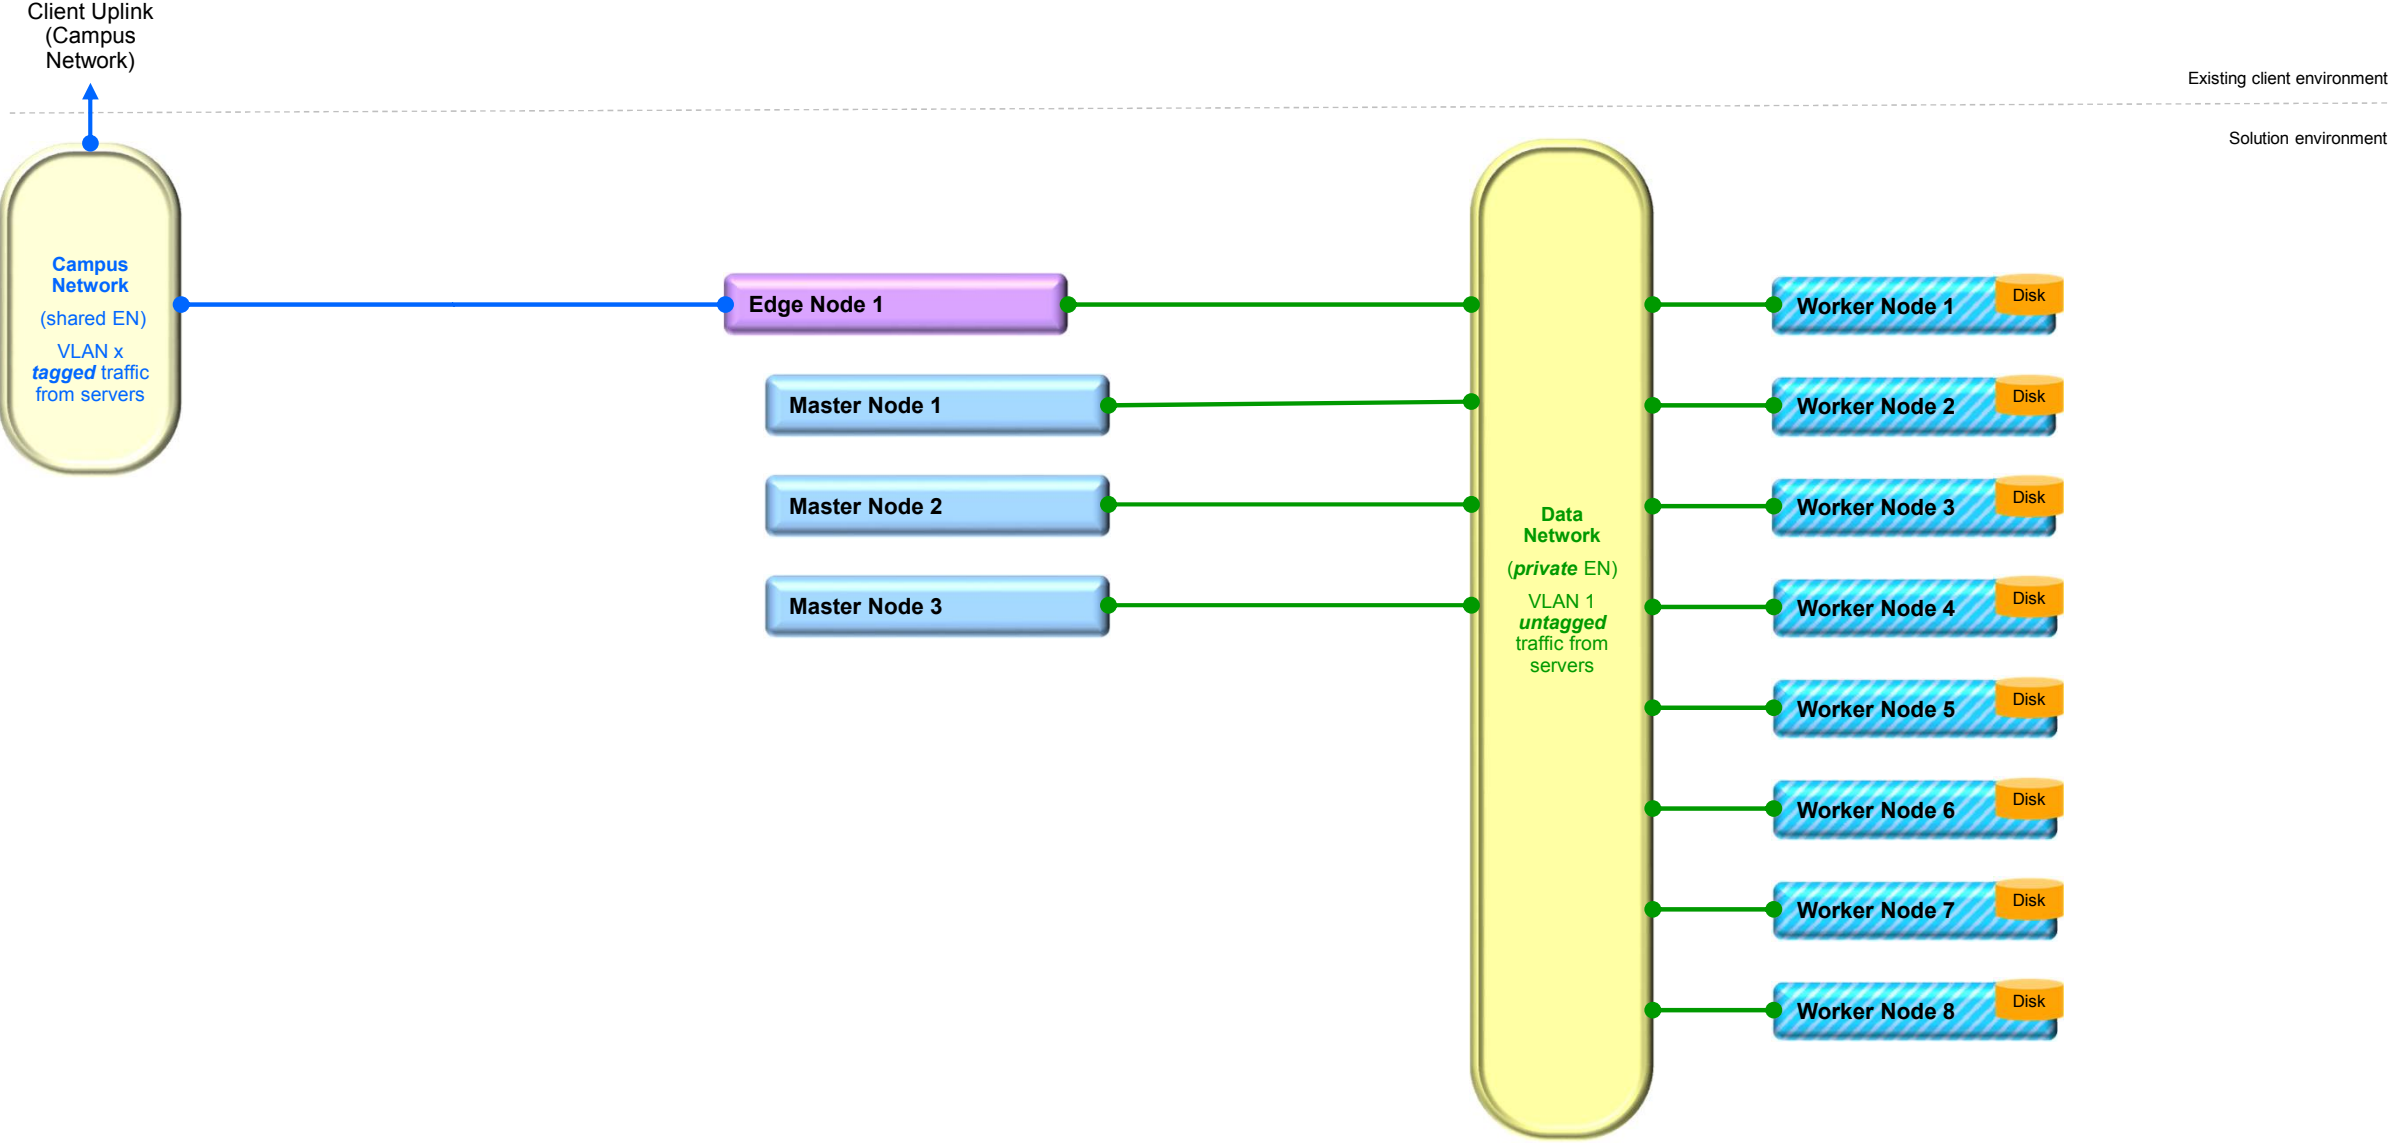 Client Uplink
(Campus
Network)
Existing client environment
Solution environment
Campus
Network
(shared EN)
VLAN x
tagged traffic
from servers
Edge Node 1
Master Node 1
Master Node 2
Master Node 3
Data
Network
(private EN)
VLAN 1
untagged
traffic from
servers
Worker Node 1
Disk
Worker Node 2
Disk
Worker Node 3
Disk
Worker Node 4
Disk
Worker Node 5
Disk
Worker Node 6
Disk
Worker Node 7
Disk
Worker Node 8
Disk